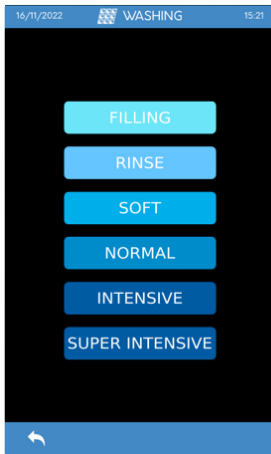 16/11/2022 WASHING 15:21
FILLING
RINSE
SOFT
NORMAL
INTENSIVE
SUPER INTENSIVE